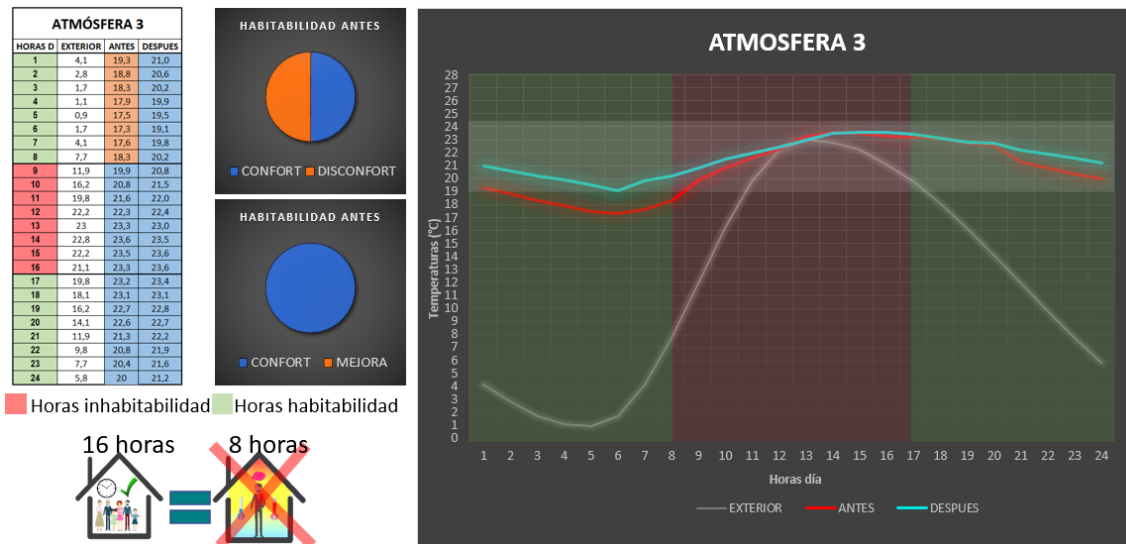 ATMÓSFERA 3
HORAS D EXTERIOR ANTES DESPUES
1 4,1 19,3 21,0
2 2,8 18,8 20,6
3 1,7 18,3 20,2
4 1,1 17,9 19,9
5 0,9 17,5 19,5
6 1,7 17,3 19,1
7 4,1 17,6 19,8
8 7,7 18,3 20,2
9 11,9 19,9 20,8
10 16,2 20,8 21,5
11 19,8 21,6 22,0
12 22,2 22,3 22,4
13 23 23,3 23,0
14 22,8 23,6 23,5
15 22,2 23,5 23,6
16 21,1 23,3 23,6
17 19,8 23,2 23,4
18 18,1 23,1 23,1
19 16,2 22,7 22,8
20 14,1 22,6 22,7
21 11,9 21,3 22,2
22 9,8 20,8 21,9
23 7,7 20,4 21,6
24 5,8 20 21,2
Horas inhabitabilidad Horas habitabilidad
16 horas 8 horas
HABITABILIDAD ANTES
CONFORT DISCONFORT
HABITABILIDAD ANTES
CONFORT MEJORA
ATMOSFERA 3
Temperaturas (°C)
28
27
26
25
24
23
22
21
20
19
18
17
16
15
14
13
12
11
10
9
8
7
6
5
4
3
2
1
0
1 2 3 4 5 6 7 8 9 10 11 12 13 14 15 16 17 18 19 20 21 22 23 24
Horas día
EXTERIOR ANTES DESPUES